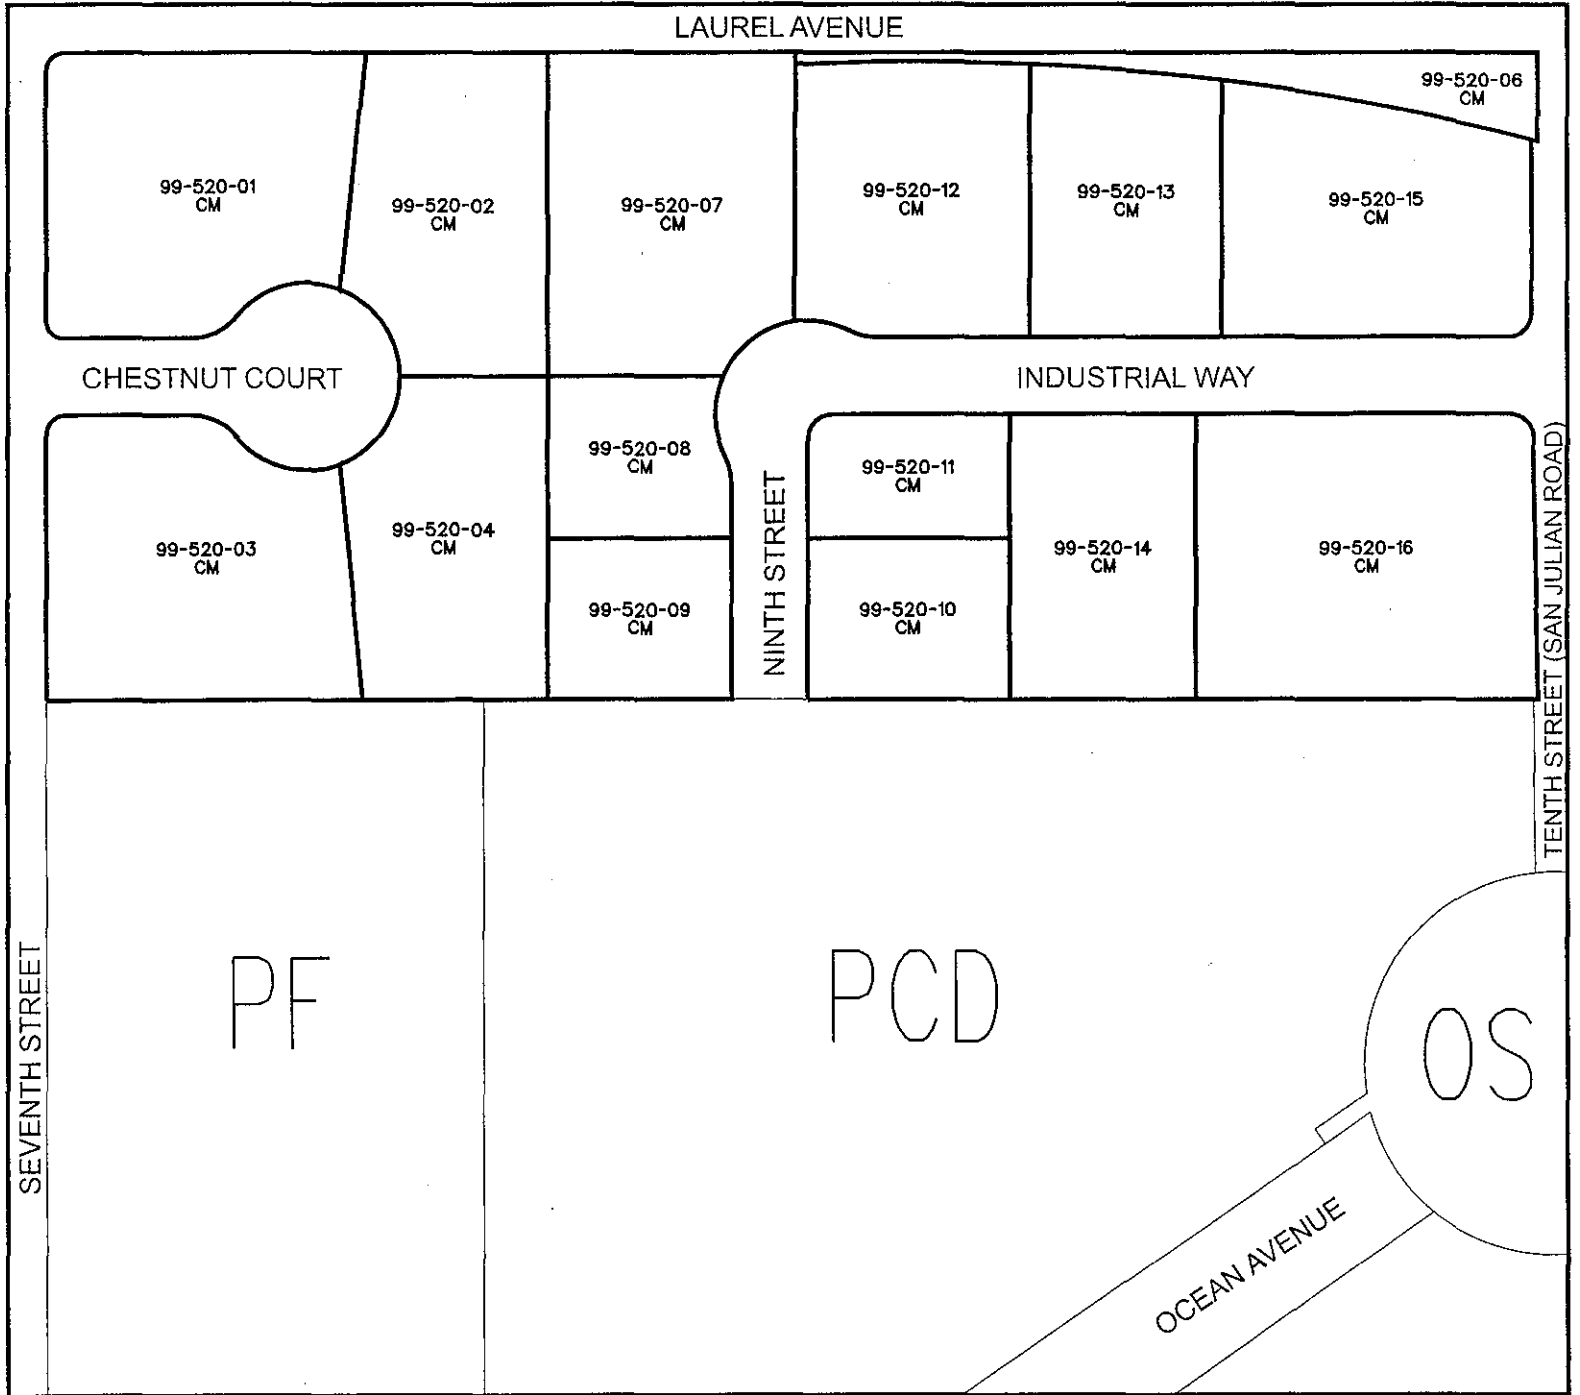 LAUREL AVENUE
99-520-06
CM
99-520-01
CM
99-520-02
CM
99-520-07
CM
99-520-12
CM
99-520-13
CM
99-520-15
CM
CHESTNUT COURT
INDUSTRIAL WAY
99-520-03
CM
99-520-04
CM
99-520-08
CM
99-520-09
CM
NINTH STREET
99-520-11
CM
99-520-10
CM
99-520-14
CM
99-520-16
CM
TENTH STREET (SAN JULIAN ROAD)
SEVENTH STREET
PF
PCD
OS
OCEAN AVENUE